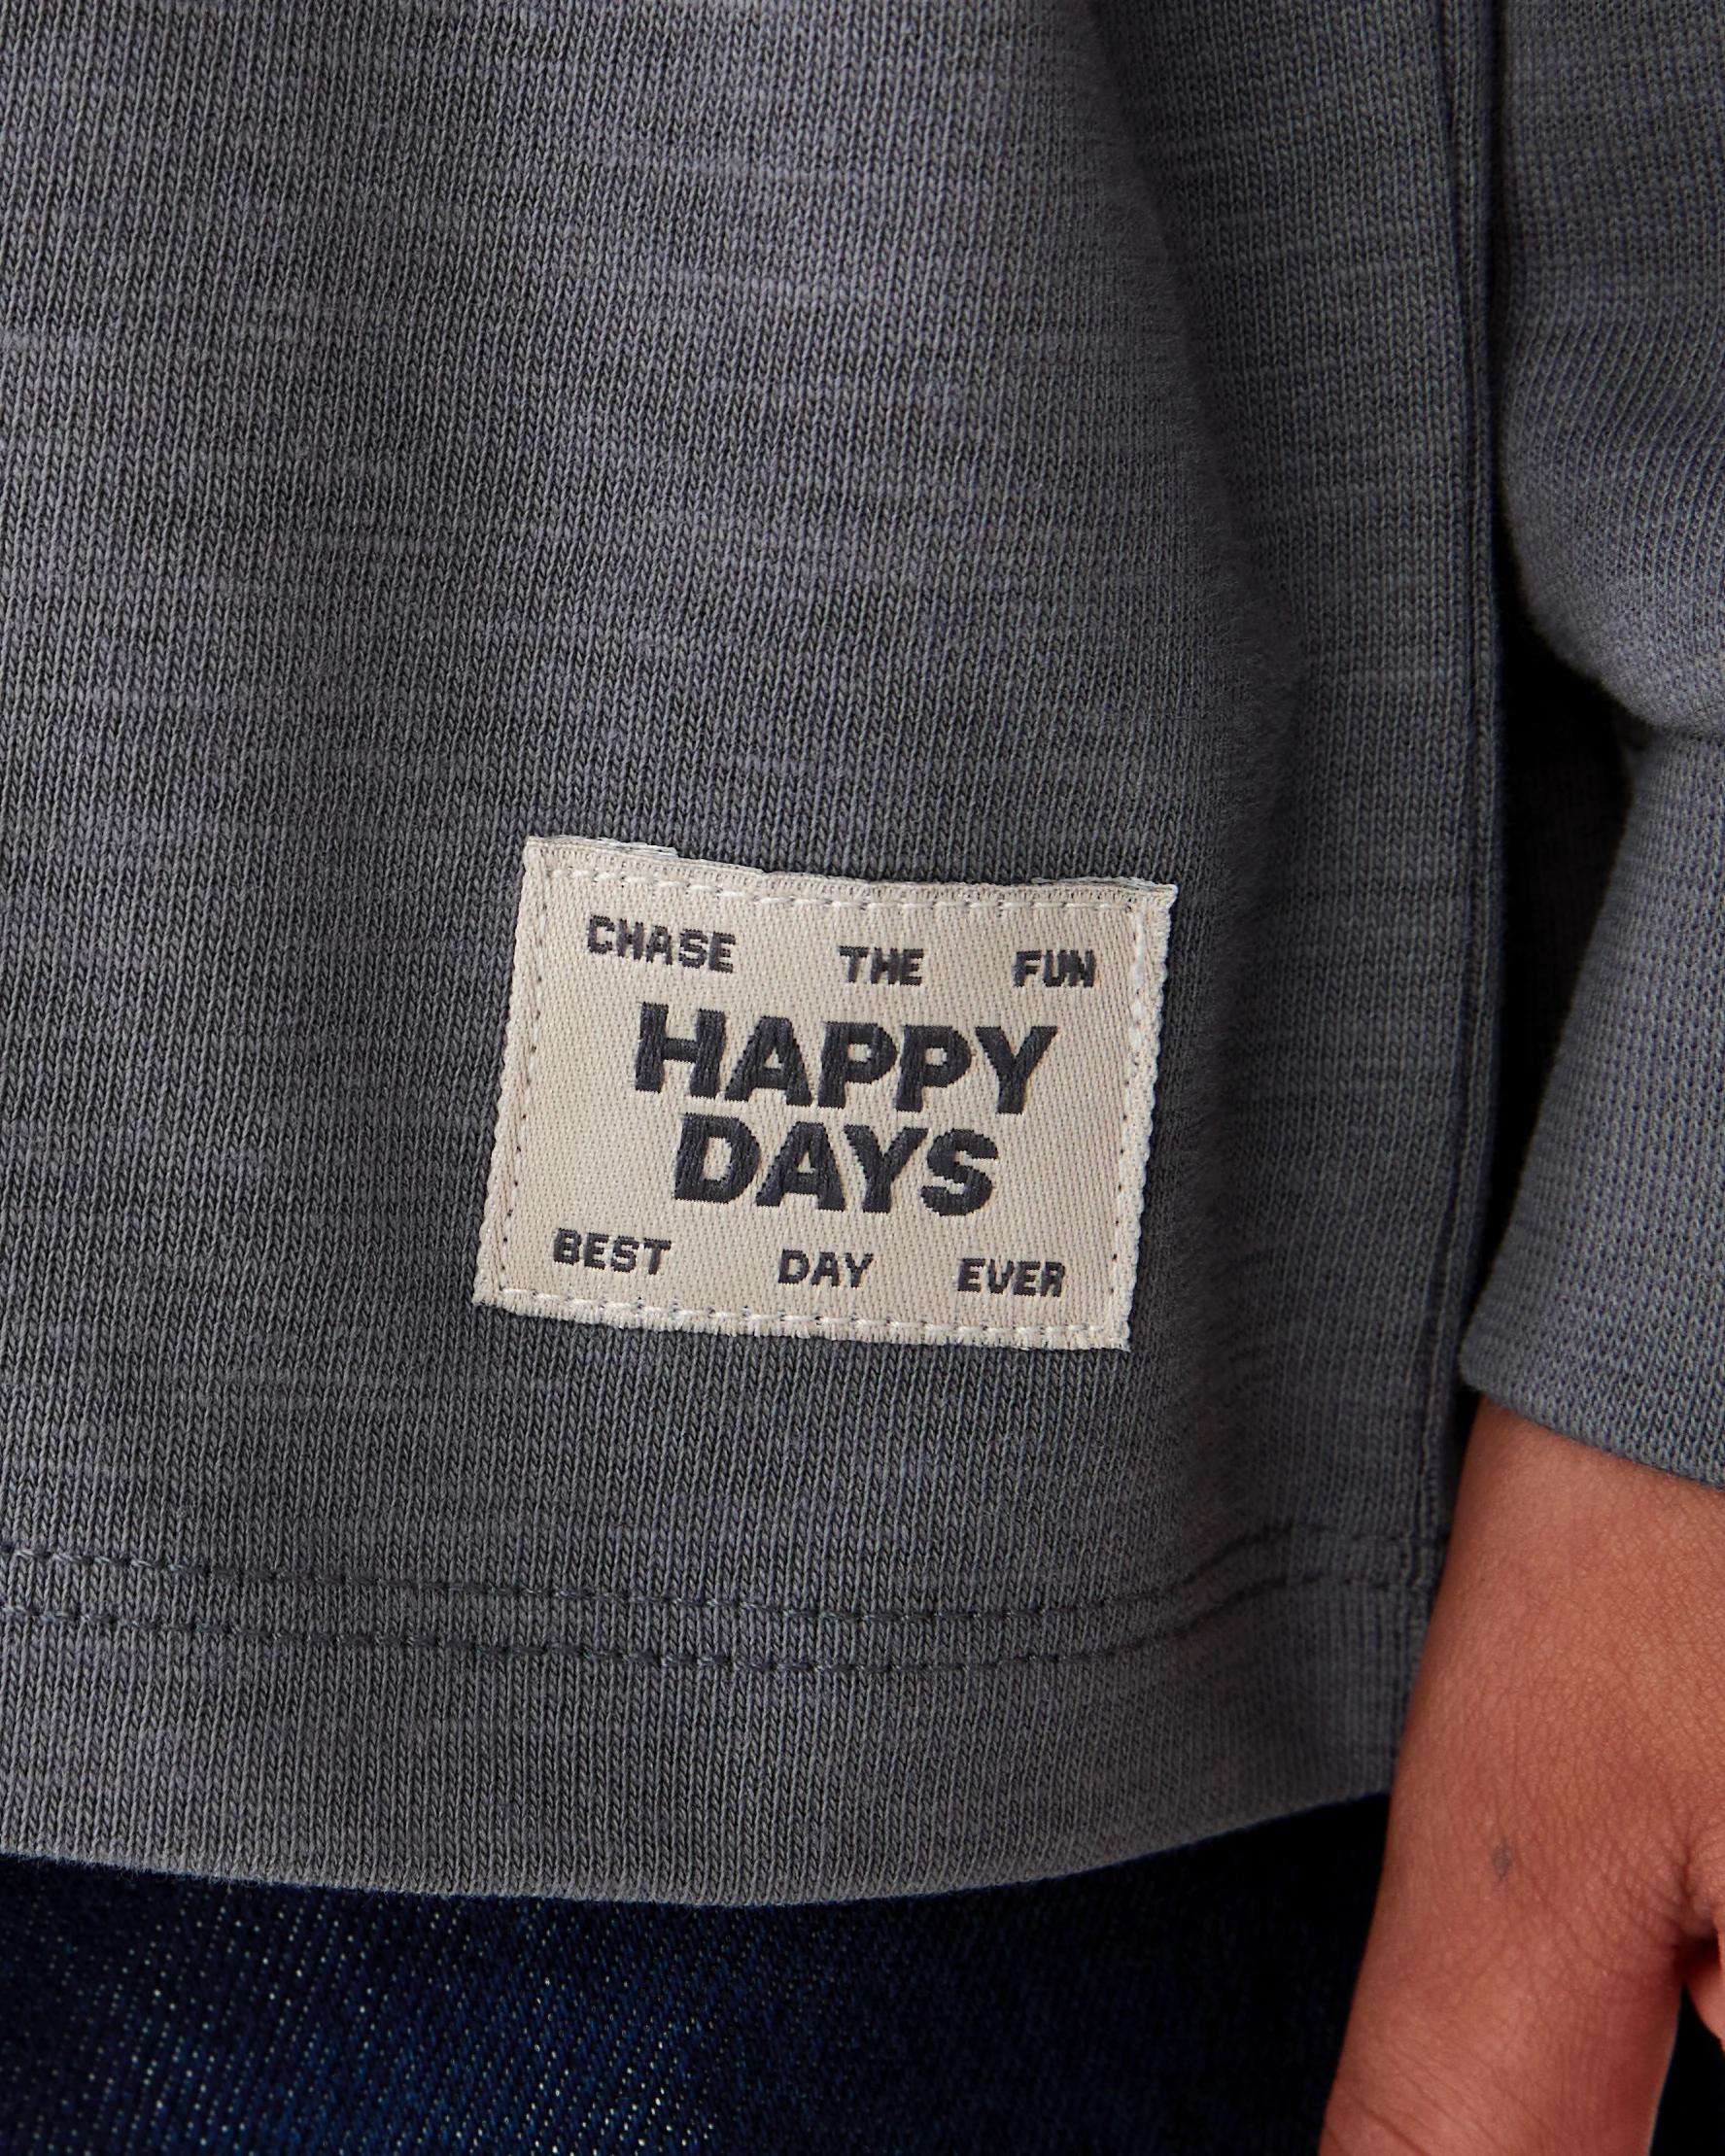 CHASE THE FUN
HAPPY
DAYS
BEST DAY EVER